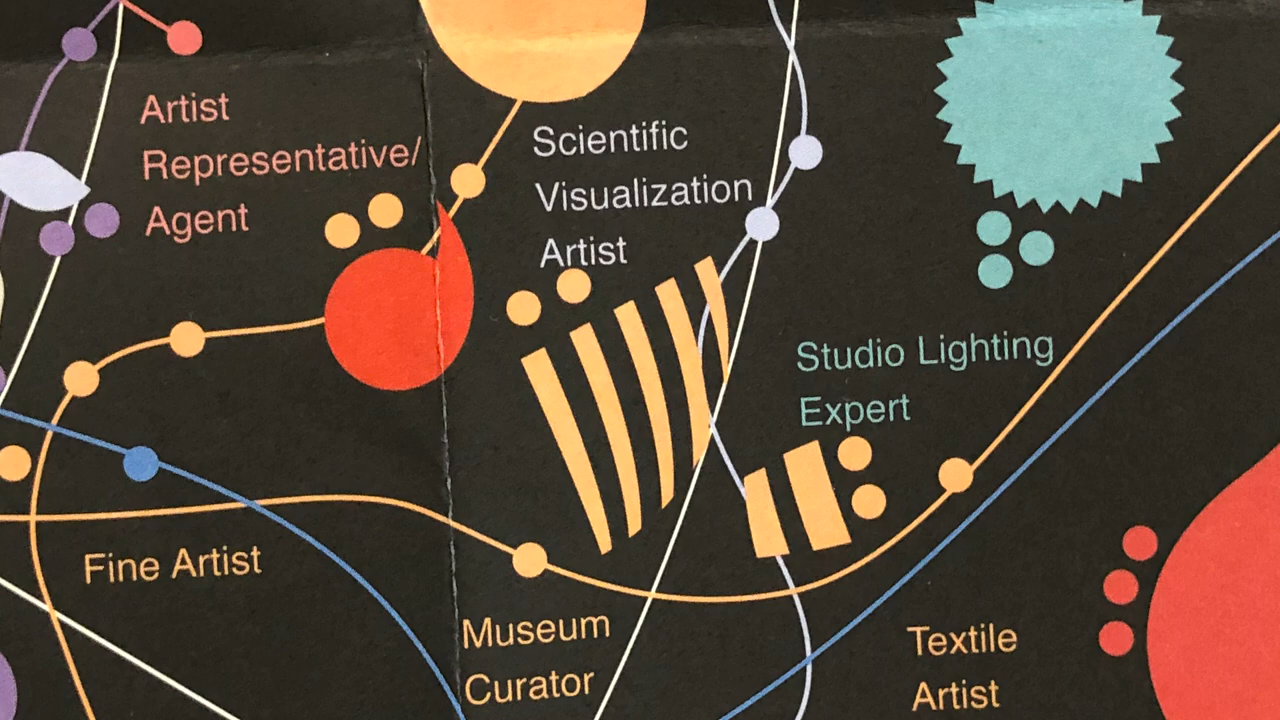 Artist
Representative/
Agent
Scientific
Visualization
Artist
Studio Lighting
Expert
Fine Artist
Museum
Curator
Textile
Artist